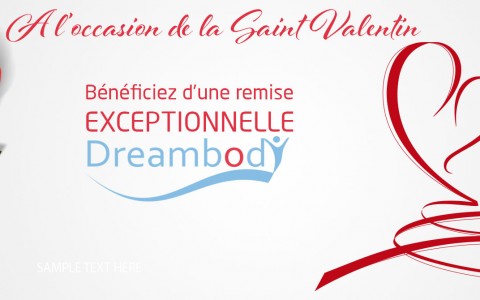 A l'occasion de la Saint Valentin
Bénéficiez d'une remise
EXCEPTIONNELLE
Dreambody
SAMPLE TEXT HERE